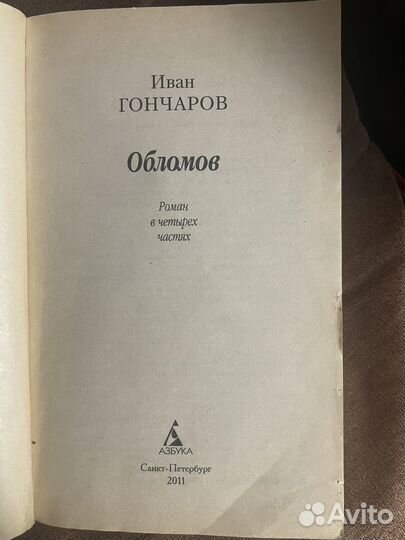 Иван
ГОНЧАРОВ
Обломов
Роман
в четырех
частях
АЗБУКА
Санкт-Петербург
2011
Avito